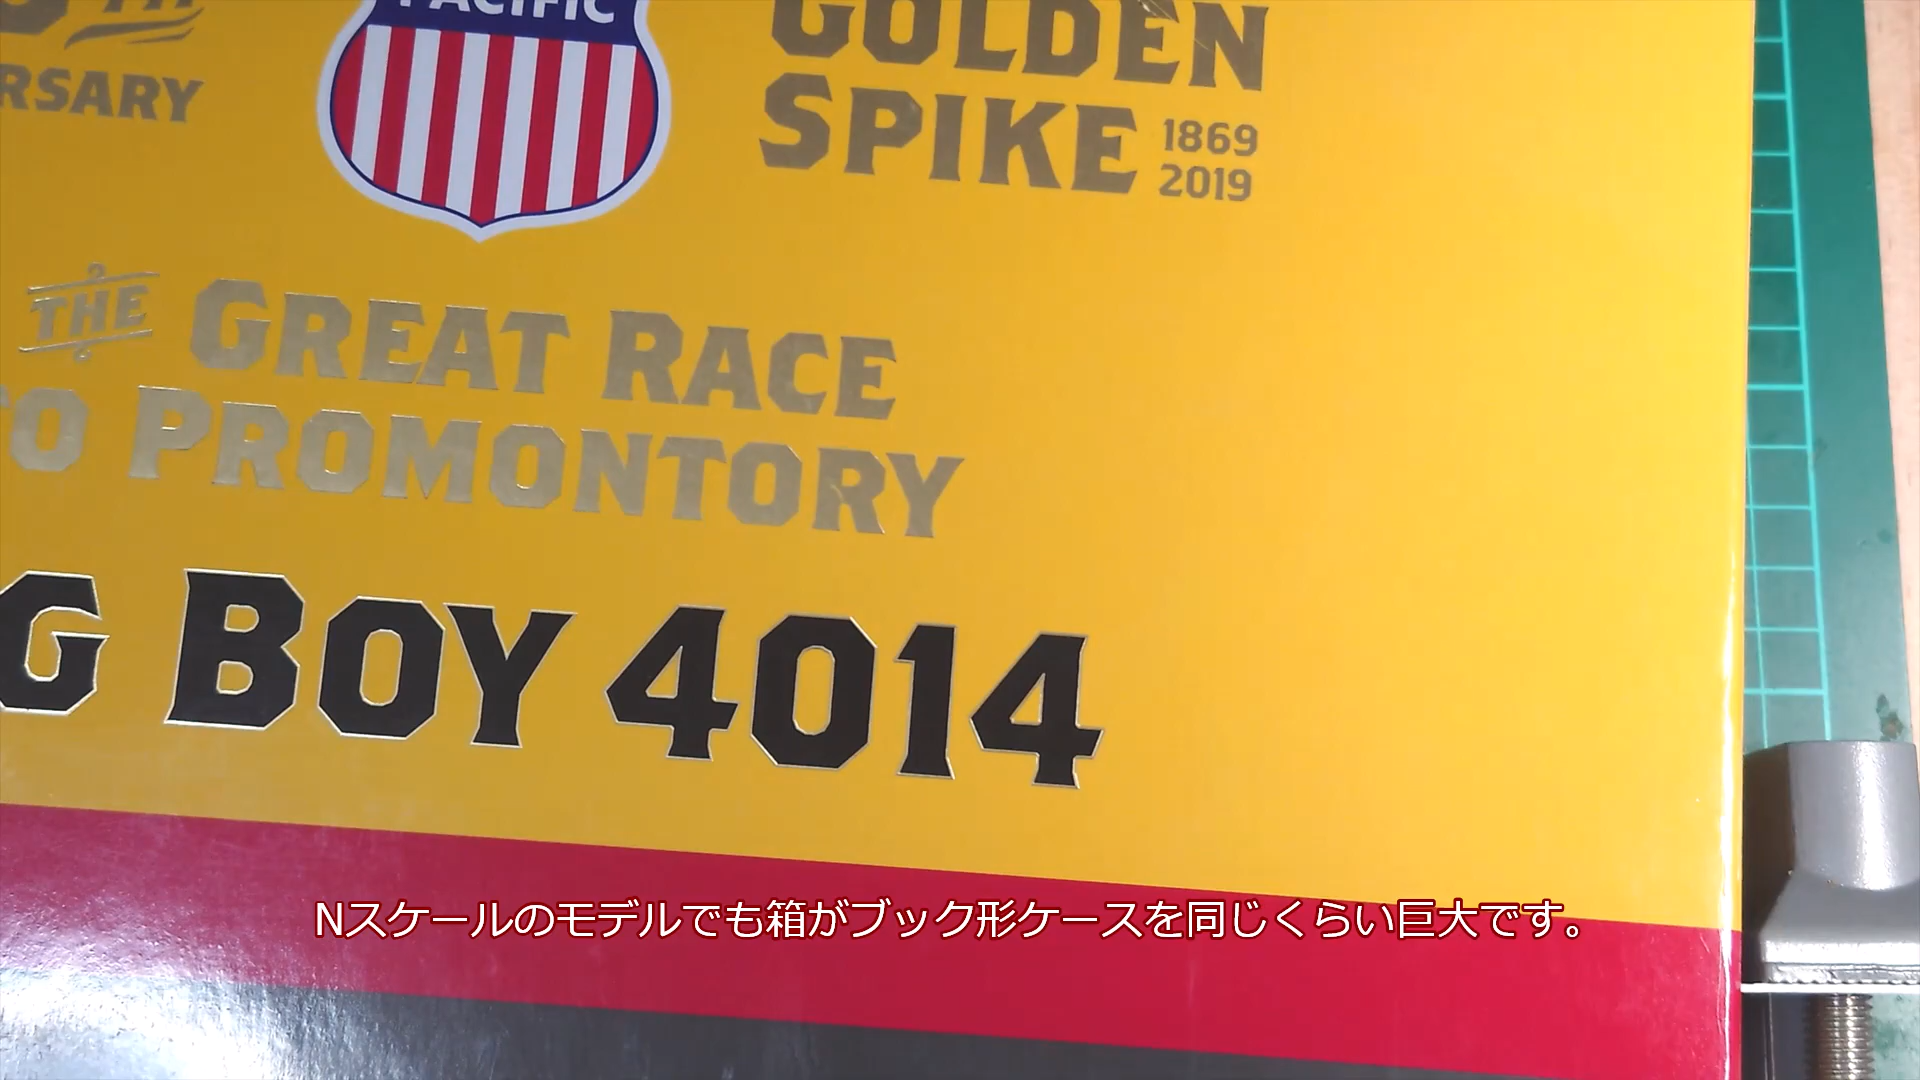 PACIFIC
RSARY
GOLDEN
SPIKE
1869
2019
THE GREAT RACE
TO PROMONTORY
G BOY 4014
Nスケールのモデルでも箱がブック形ケースを同じくらい巨大です。